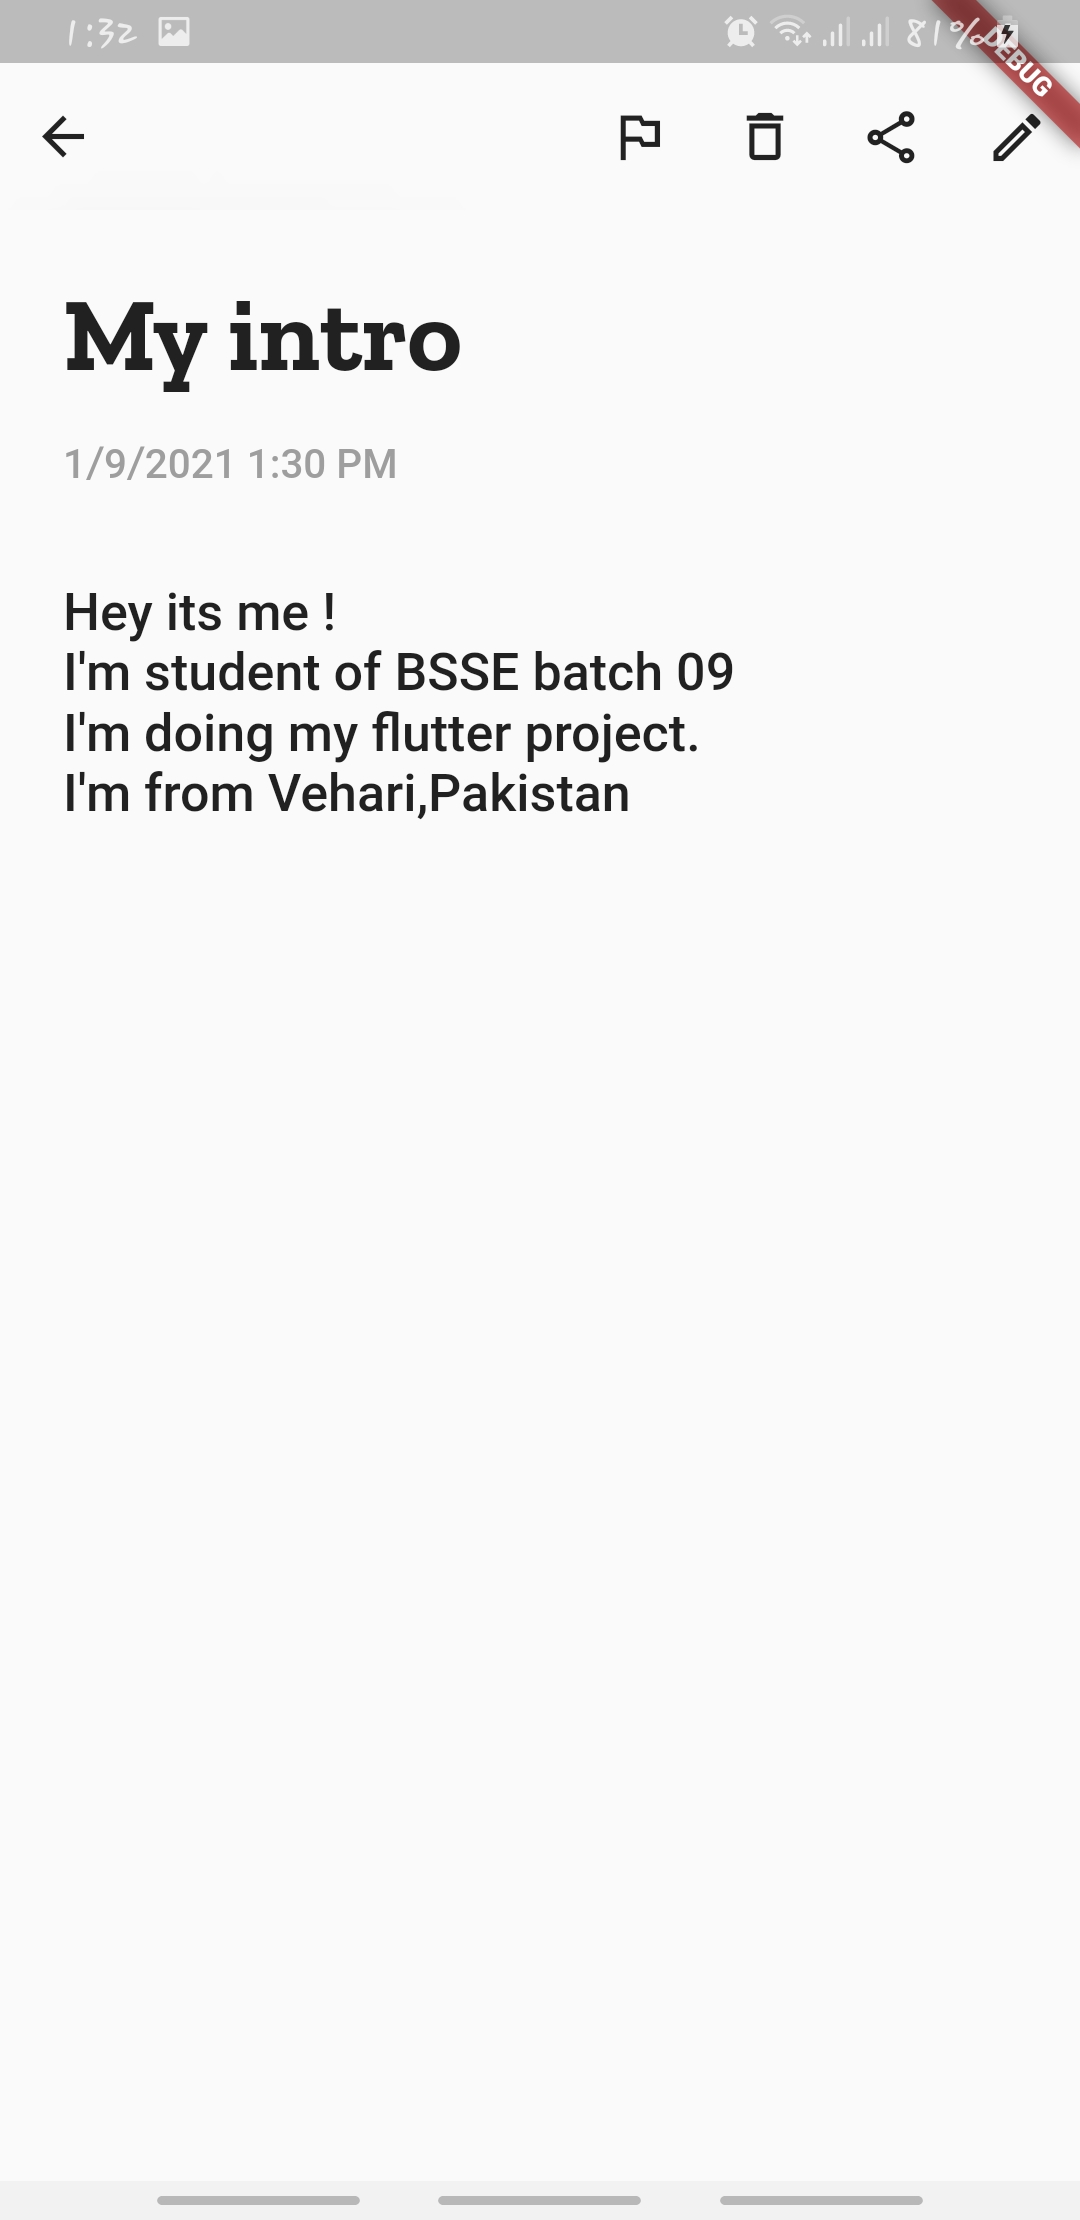 1:32 81% DEBUG
My intro
1/9/2021 1:30 PM
Hey its me !
I'm student of BSSE batch 09
I'm doing my flutter project.
I'm from Vehari,Pakistan